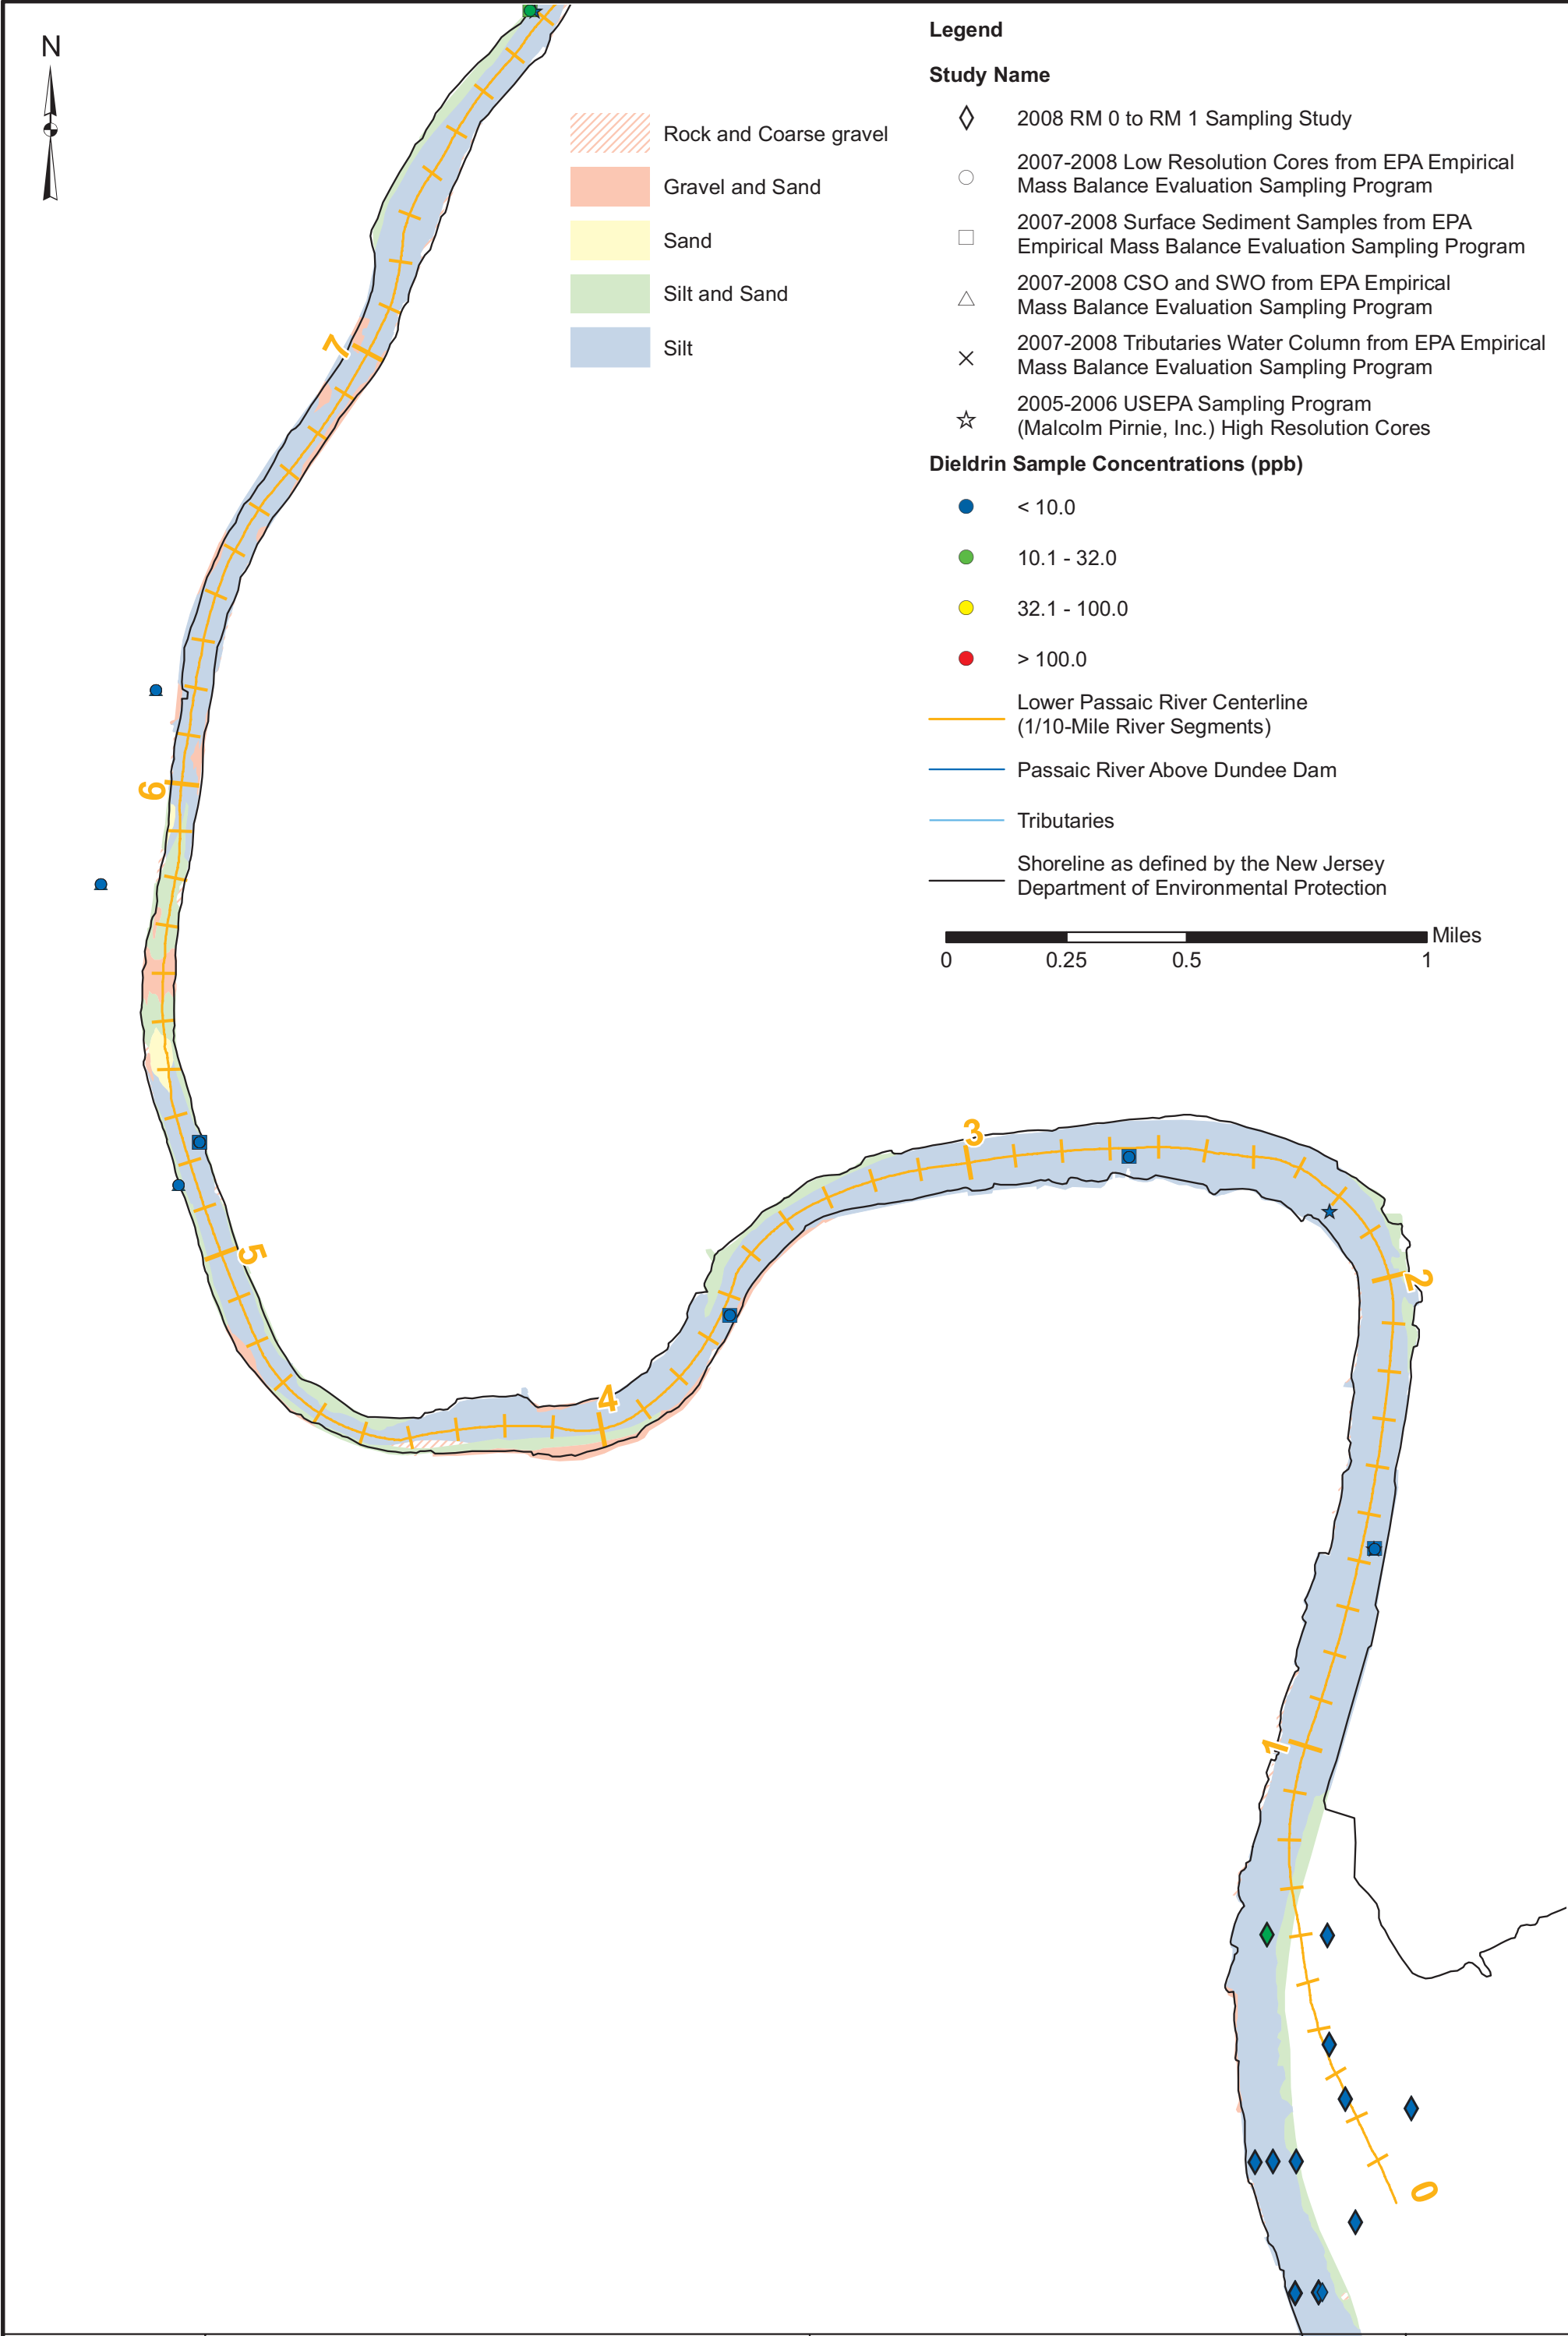 N
Rock and Coarse gravel
Gravel and Sand
Sand
Silt and Sand
Silt
Legend
Study Name
2008 RM 0 to RM 1 Sampling Study
2007-2008 Low Resolution Cores from EPA Empirical
Mass Balance Evaluation Sampling Program
2007-2008 Surface Sediment Samples from EPA
Empirical Mass Balance Evaluation Sampling Program
2007-2008 CSO and SWO from EPA Empirical
Mass Balance Evaluation Sampling Program
2007-2008 Tributaries Water Column from EPA Empirical
Mass Balance Evaluation Sampling Program
2005-2006 USEPA Sampling Program
(Malcolm Pirnie, Inc.) High Resolution Cores
Dieldrin Sample Concentrations (ppb)
< 10.0
10.1 - 32.0
32.1 - 100.0
> 100.0
Lower Passaic River Centerline
(1/10-Mile River Segments)
Passaic River Above Dundee Dam
Tributaries
Shoreline as defined by the New Jersey
Department of Environmental Protection
Miles
0 0.25 0.5 1
7
6
5
4
3
2
1
0